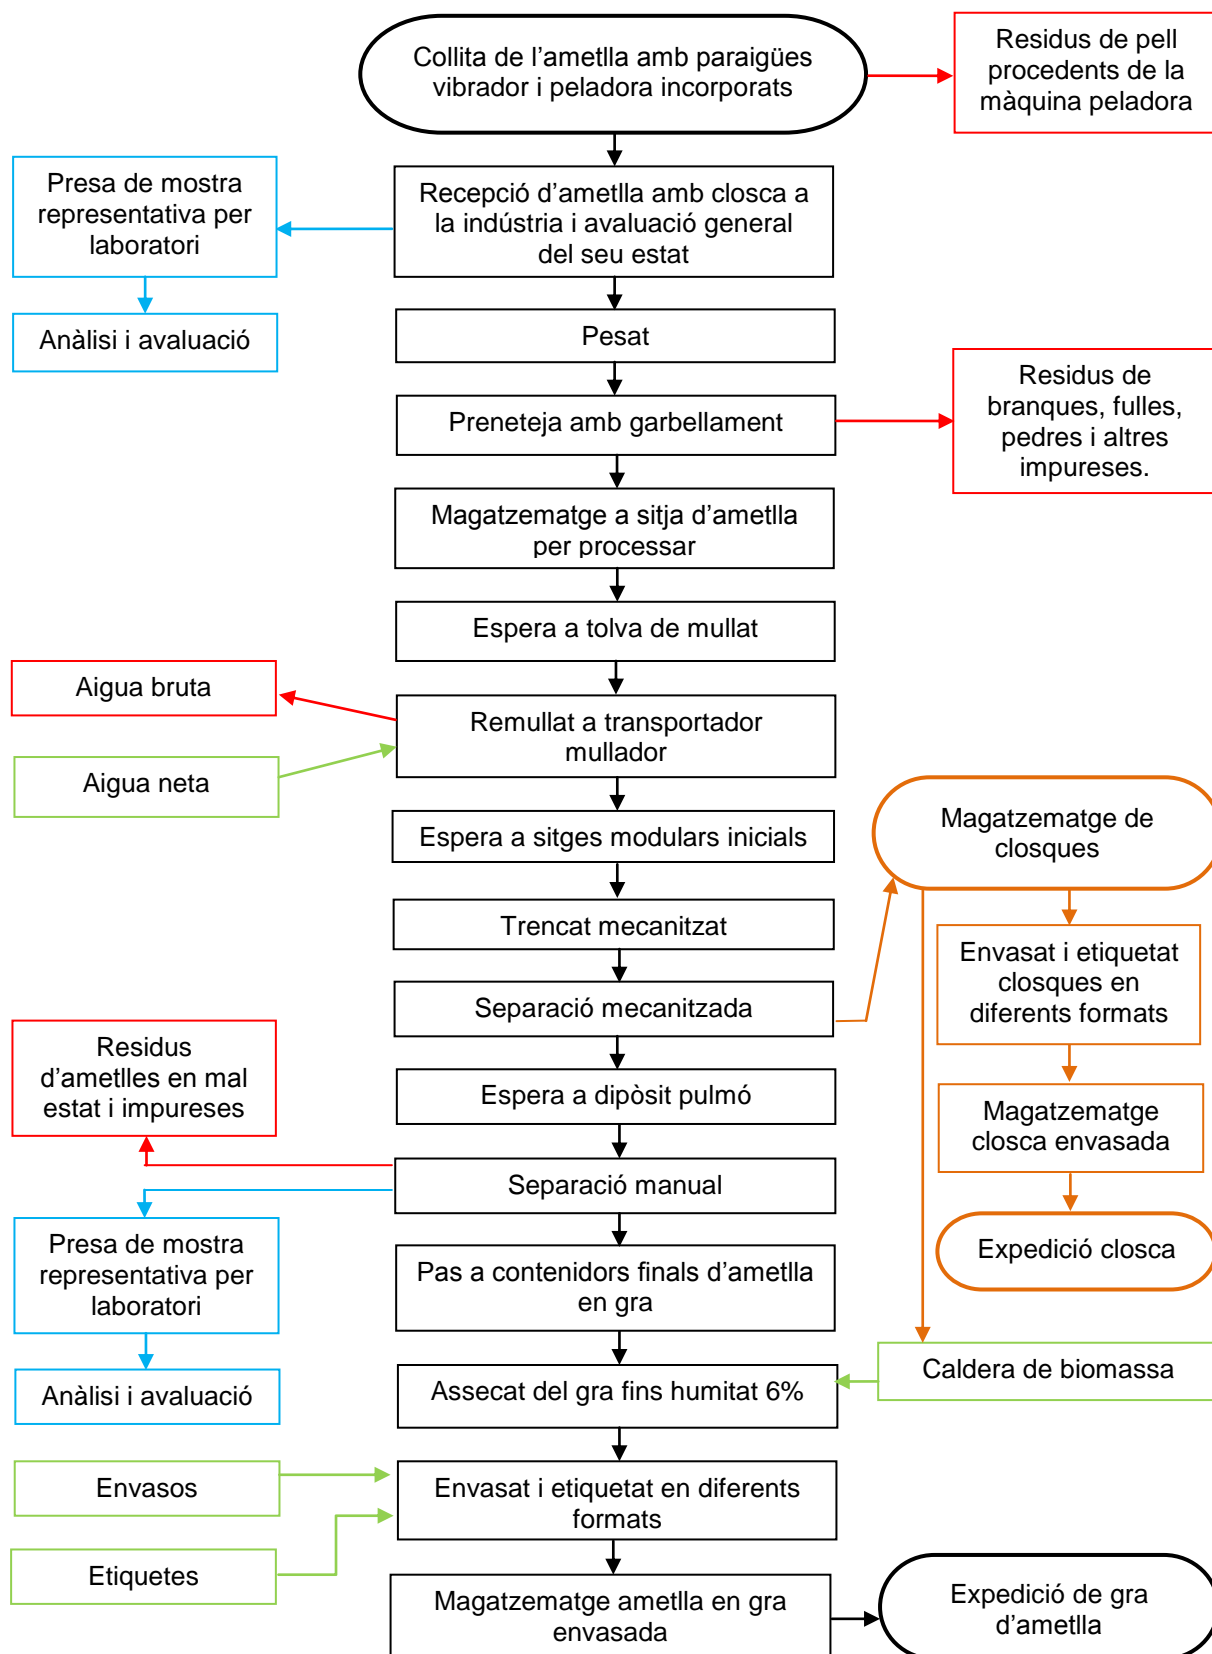 Collita de l’ametlla amb paraigües
vibrador i peladora incorporats
Residus de pell
procedents de la
màquina peladora
Presa de mostra
representativa per
laboratori
Recepció d’ametlla amb closca a
la indústria i avaluació general
del seu estat
Anàlisi i avaluació
Pesat
Preneteja amb garbellament
Residus de
branques, fulles,
pedres i altres
impureses.
Magatzematge a sitja d’ametlla
per processar
Espera a tolva de mullat
Aigua bruta
Remullat a transportador
mullador
Aigua neta
Espera a sitges modulars inicials
Magatzematge de
closques
Trencat mecanitzat
Envasat i etiquetat
closques en
diferents formats
Separació mecanitzada
Residus
d’ametlles en mal
estat i impureses
Espera a dipòsit pulmó
Magatzematge
closca envasada
Separació manual
Presa de mostra
representativa per
laboratori
Expedició closca
Pas a contenidors finals d’ametlla
en gra
Anàlisi i avaluació
Assecat del gra fins humitat 6%
Caldera de biomassa
Envasos
Envasat i etiquetat en diferents
formats
Etiquetes
Magatzematge ametlla en gra
envasada
Expedició de gra
d’ametlla